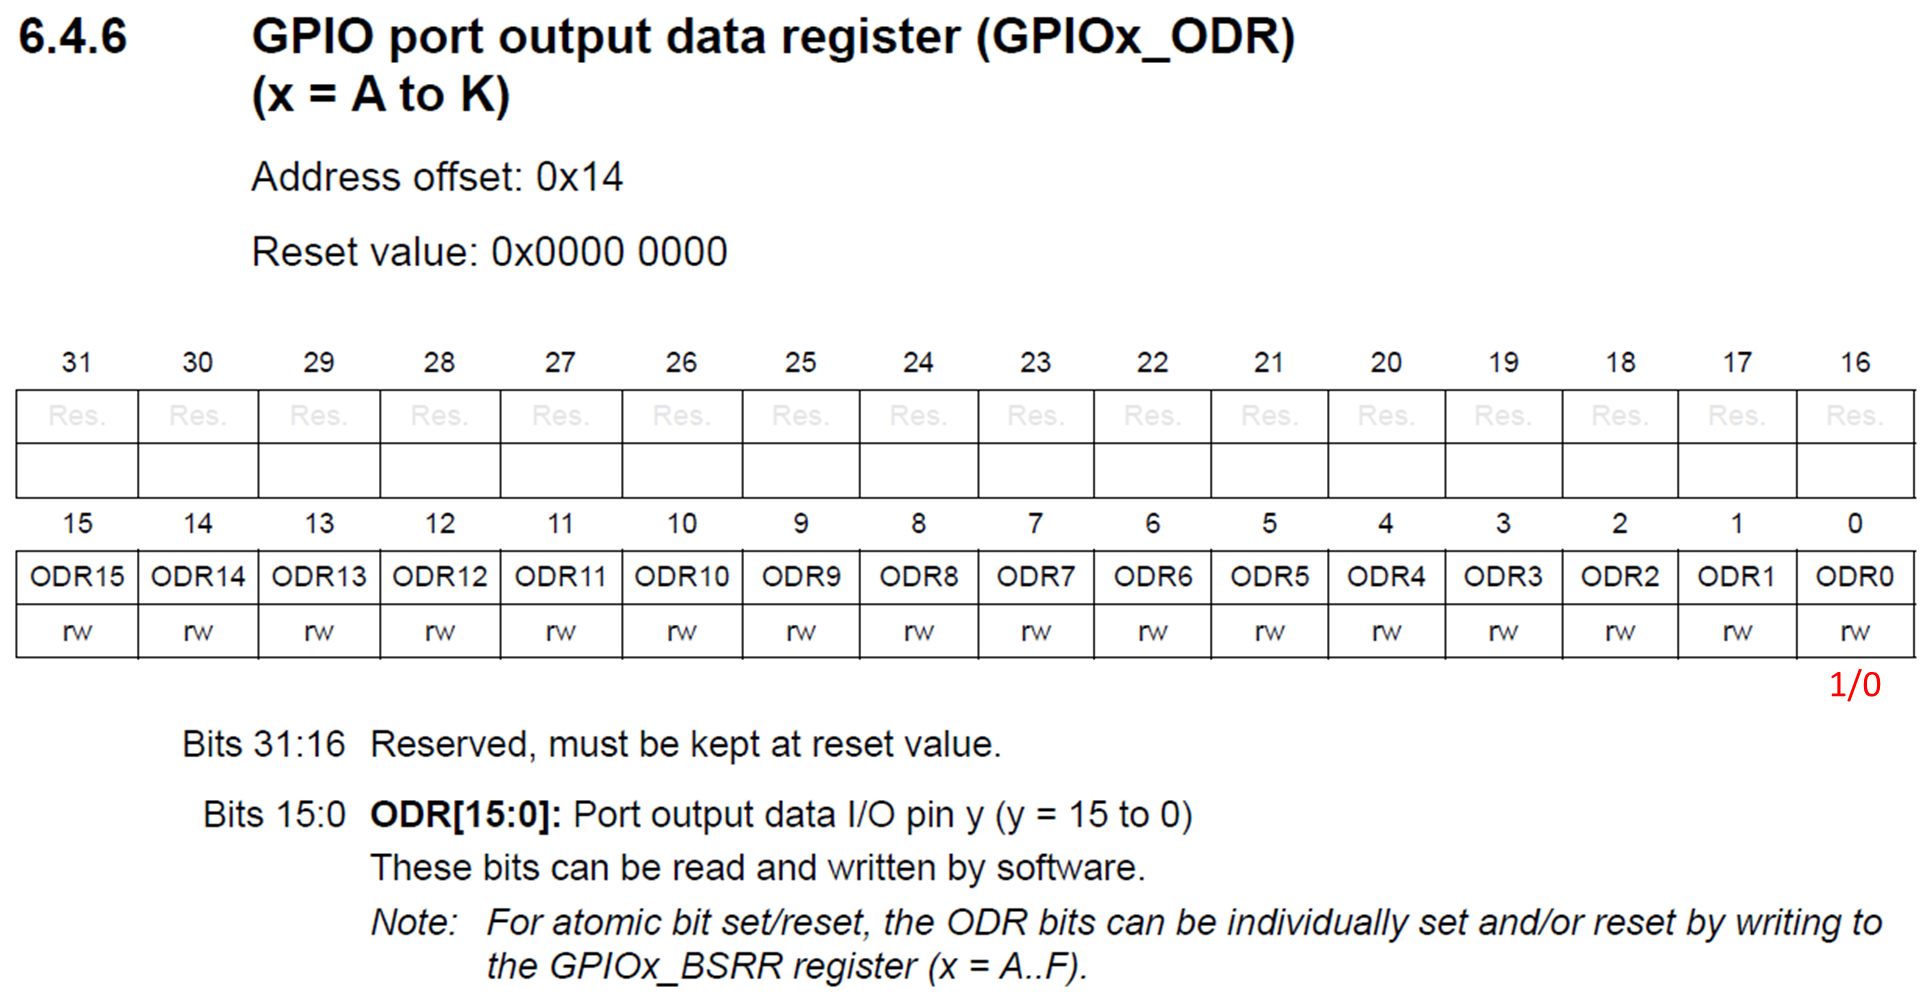 6.4.6 GPIO port output data register (GPIOx_ODR)
(x = A to K)
Address offset: 0x14
Reset value: 0x0000 0000
31 30 29 28 27 26 25 24 23 22 21 20 19 18 17 16
Res. Res. Res. Res. Res. Res. Res. Res. Res. Res. Res. Res. Res. Res. Res. Res.
15 14 13 12 11 10 9 8 7 6 5 4 3 2 1 0
ODR15 ODR14 ODR13 ODR12 ODR11 ODR10 ODR9 ODR8 ODR7 ODR6 ODR5 ODR4 ODR3 ODR2 ODR1 ODR0
rw rw rw rw rw rw rw rw rw rw rw rw rw rw rw rw
1/0
Bits 31:16 Reserved, must be kept at reset value.
Bits 15:0 ODR[15:0]: Port output data I/O pin y (y = 15 to 0)
These bits can be read and written by software.
Note: For atomic bit set/reset, the ODR bits can be individually set and/or reset by writing to
the GPIOx_BSRR register (x = A..F).